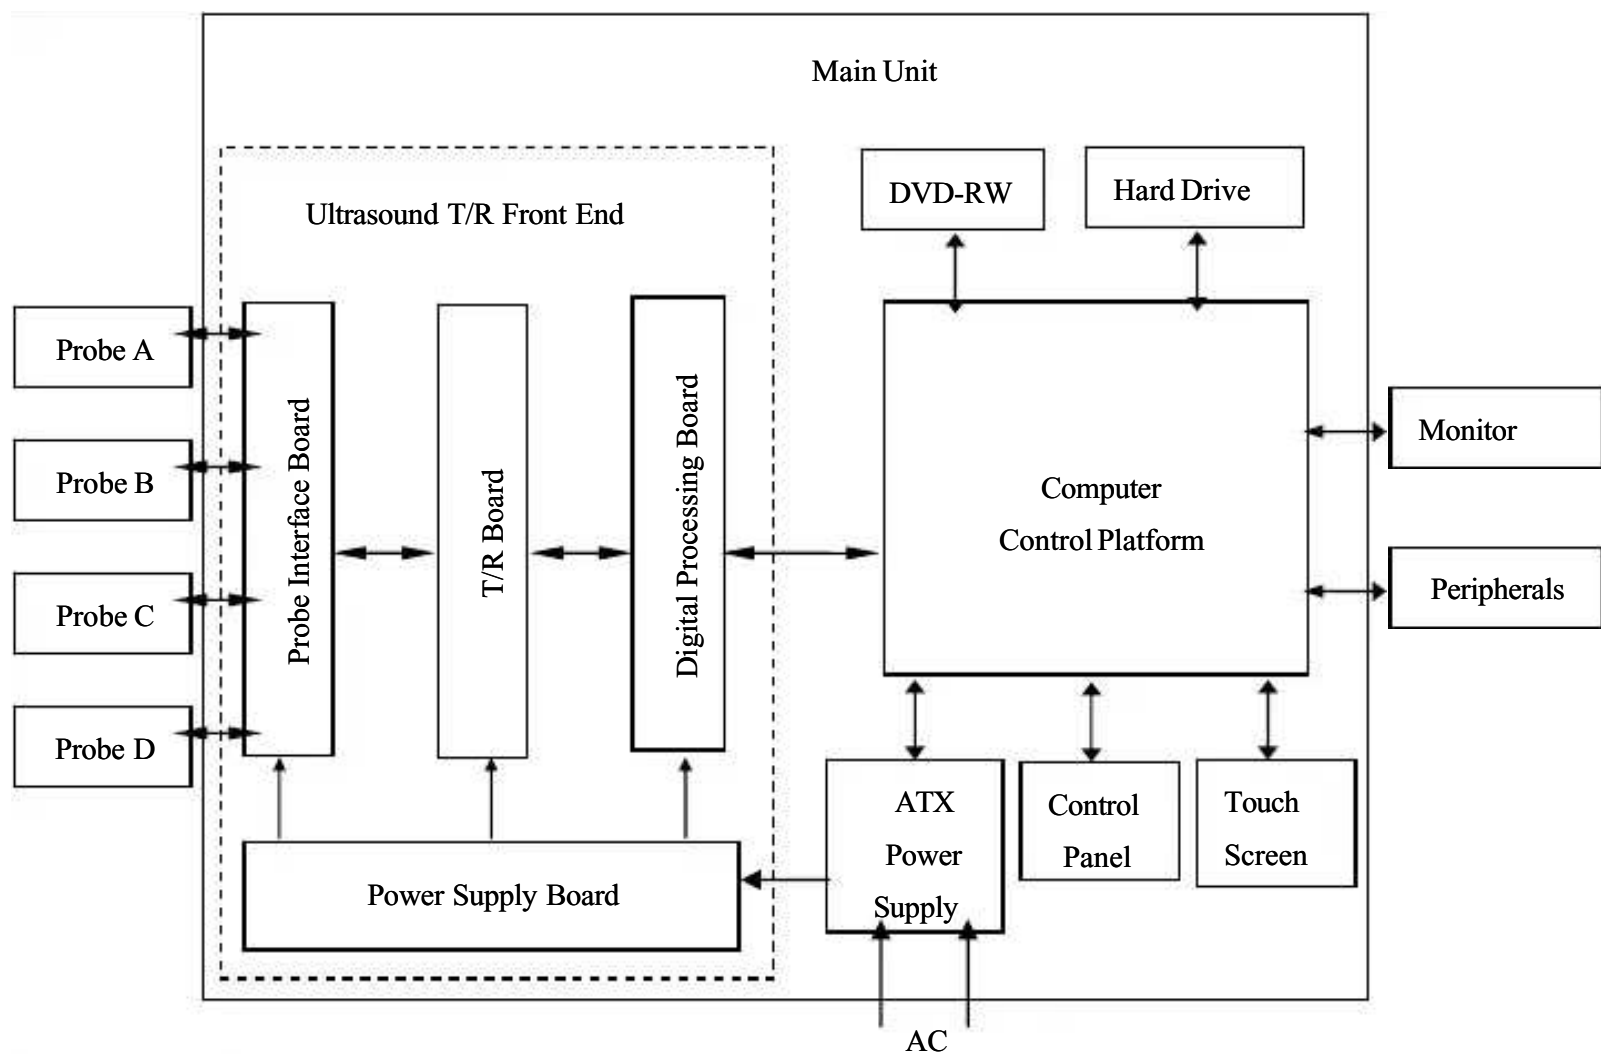 Main Unit
Ultrasound T/R Front End
DVD-RW
Hard Drive
Probe A
Probe B
Probe C
Probe D
Probe Interface Board
T/R Board
Digital Processing Board
Computer
Control Platform
Monitor
Peripherals
Power Supply Board
ATX
Power
Supply
Control
Panel
Touch
Screen
AC